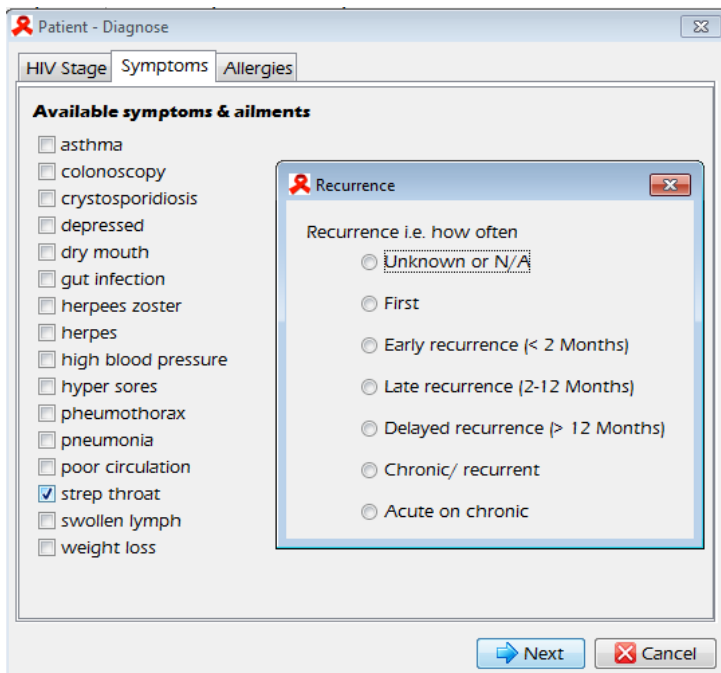 Patient - Diagnose
HIV Stage Symptoms Allergies
Available symptoms & ailments
asthma
colonoscopy
crystosporidiosis
depressed
dry mouth
gut infection
herpees zoster
herpes
high blood pressure
hyper sores
pheumothorax
pneumonia
poor circulation
strep throat
swollen lymph
weight loss
Recurrence
Recurrence i.e. how often
Unknown or N/A
First
Early recurrence (< 2 Months)
Late recurrence (2-12 Months)
Delayed recurrence (> 12 Months)
Chronic/ recurrent
Acute on chronic
Next Cancel